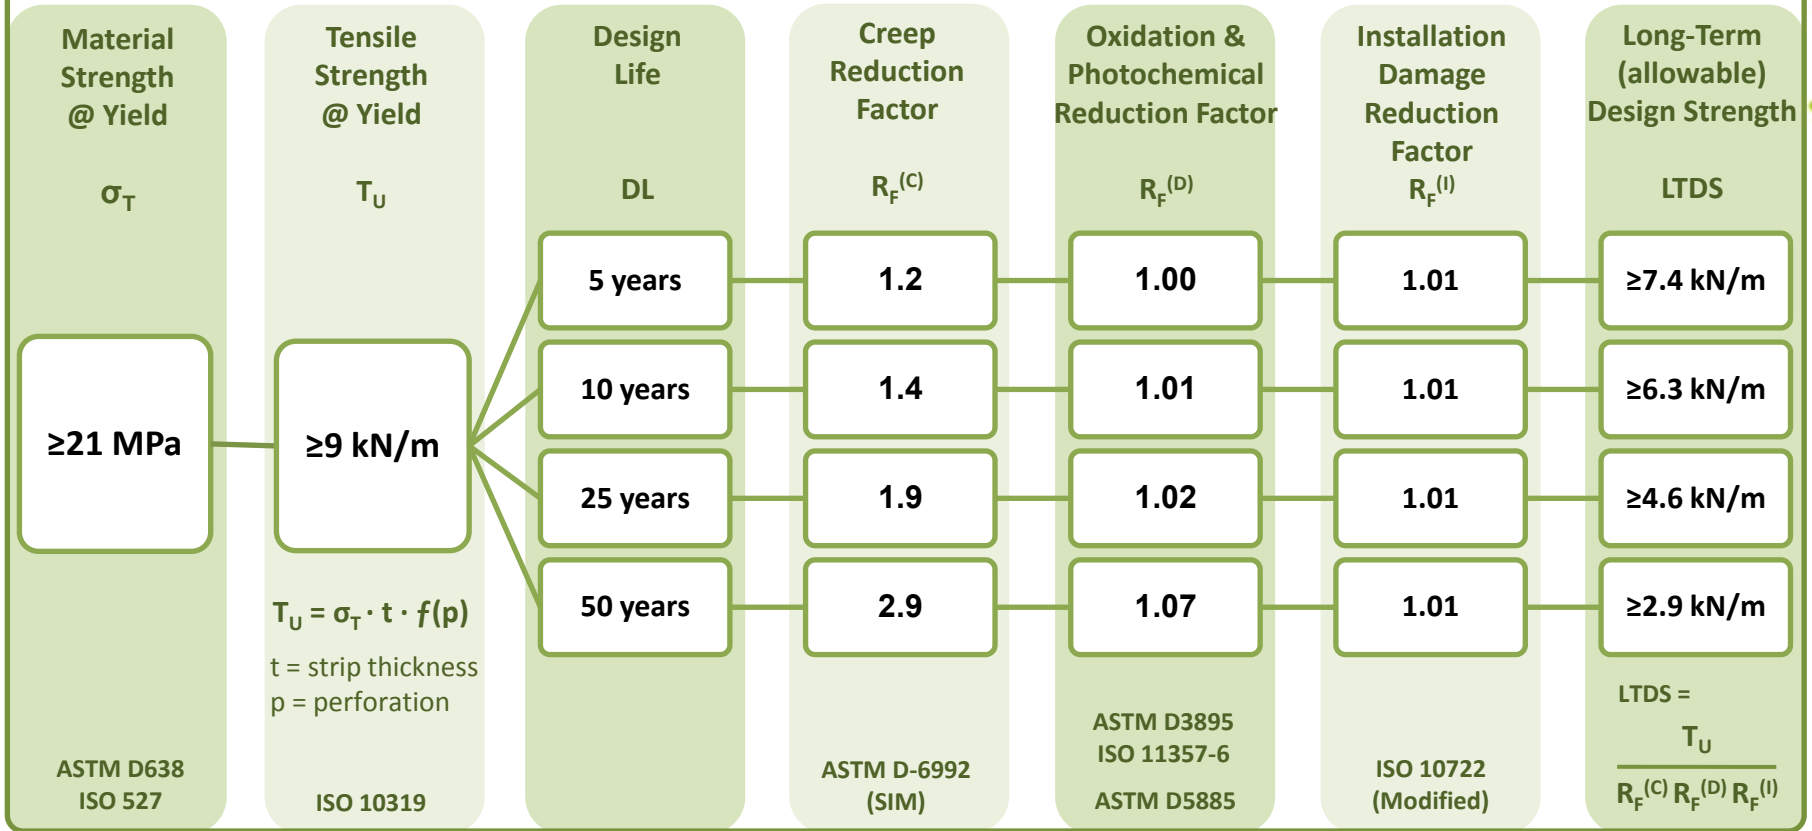 Material
Strength
@ Yield
σT
≥21 MPa
ASTM D638
ISO 527
Tensile
Strength
@ Yield
TU
≥9 kN/m
TU = σT · t · ƒ(p)
t = strip thickness
p = perforation
ISO 10319
Design
Life
DL
5 years
10 years
25 years
50 years
Creep
Reduction
Factor
RF(C)
1.2
1.4
1.9
2.9
ASTM D-6992
(SIM)
Oxidation &
Photochemical
Reduction Factor
RF(D)
1.00
1.01
1.02
1.07
ASTM D3895
ISO 11357-6
ASTM D5885
Installation
Damage
Reduction
Factor
RF(I)
1.01
1.01
1.01
1.01
ISO 10722
(Modified)
Long-Term
(allowable)
Design Strength
LTDS
≥7.4 kN/m
≥6.3 kN/m
≥4.6 kN/m
≥2.9 kN/m
LTDS =
TU
RF(C) RF(D) RF(I)